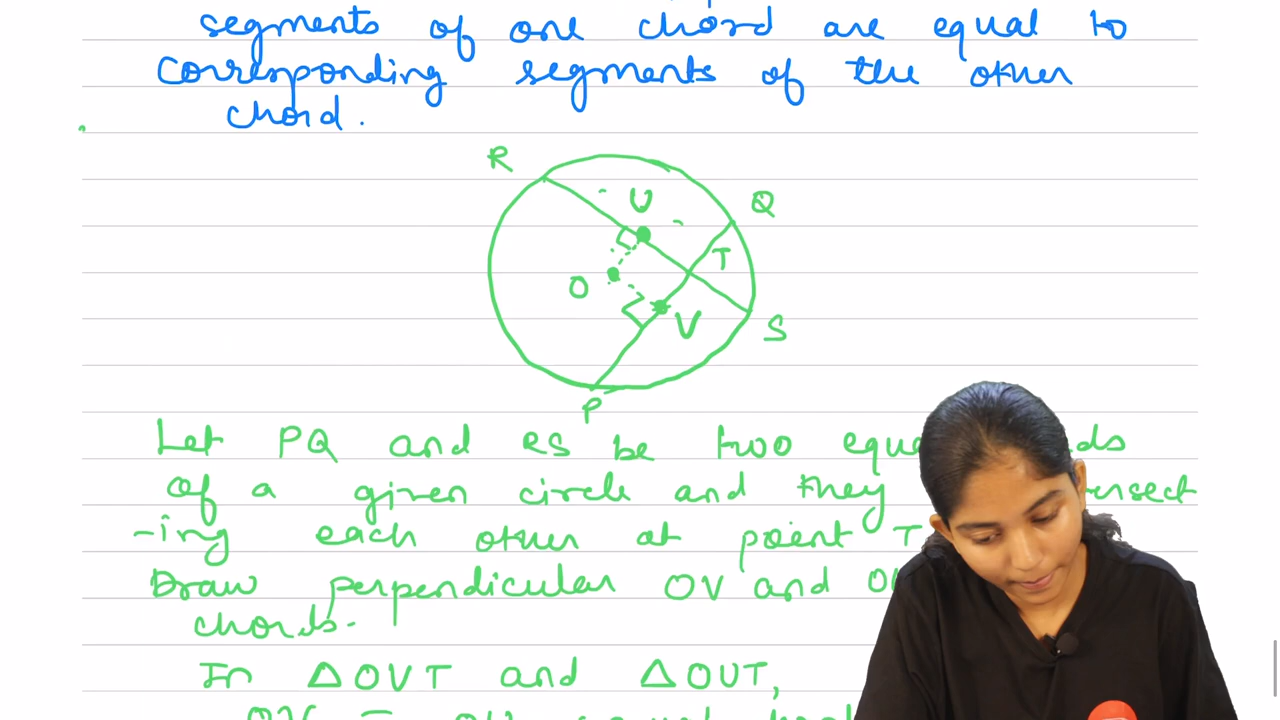 segments of one chord are equal to
corresponding segments of the other
chord.
R
U
Q
T
O
V
S
P
Let PQ and RS be two
of a given circle and they
-ing each other at point T
Draw perpendicular OV and
chords.
In △OVT and △OUT,